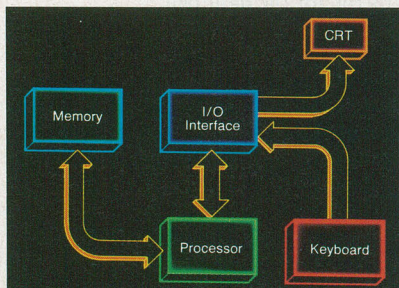 CRT
Memory
I/O
Interface
Processor
Keyboard